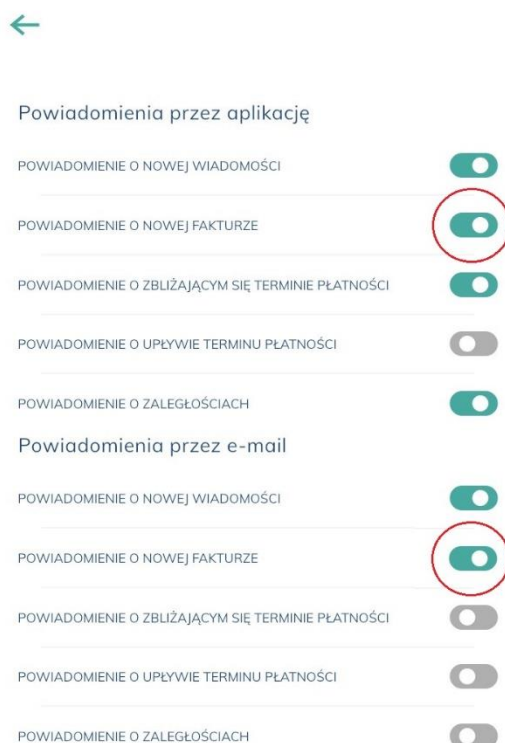 Powiadomienia przez aplikację
POWIADOMIENIE O NOWEJ WIADOMOŚCI
POWIADOMIENIE O NOWEJ FAKTURZE
POWIADOMIENIE O ZBLIŻAJĄCYM SIĘ TERMINIE PŁATNOŚCI
POWIADOMIENIE O UPŁYWIE TERMINU PŁATNOŚCI
POWIADOMIENIE O ZALEGŁOŚCIACH
Powiadomienia przez e-mail
POWIADOMIENIE O NOWEJ WIADOMOŚCI
POWIADOMIENIE O NOWEJ FAKTURZE
POWIADOMIENIE O ZBLIŻAJĄCYM SIĘ TERMINIE PŁATNOŚCI
POWIADOMIENIE O UPŁYWIE TERMINU PŁATNOŚCI
POWIADOMIENIE O ZALEGŁOŚCIACH